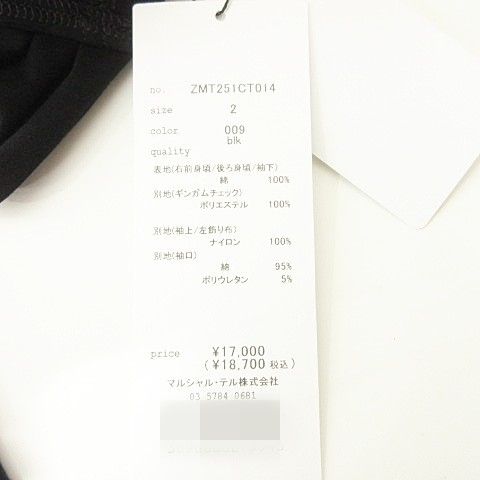 no. ZMT251CT014
size 2
color 009
blk
quality
表地(右前身頃/後ろ身頃/袖下)
綿 100%
別地(ギンガムチェック)
ポリエステル 100%
別地(袖上/左飾り布)
ナイロン 100%
別地(袖口)
綿 95%
ポリウレタン 5%
price ¥17,000
(¥18,700 税込)
マルシャル・テル株式会社
03 5784 0681